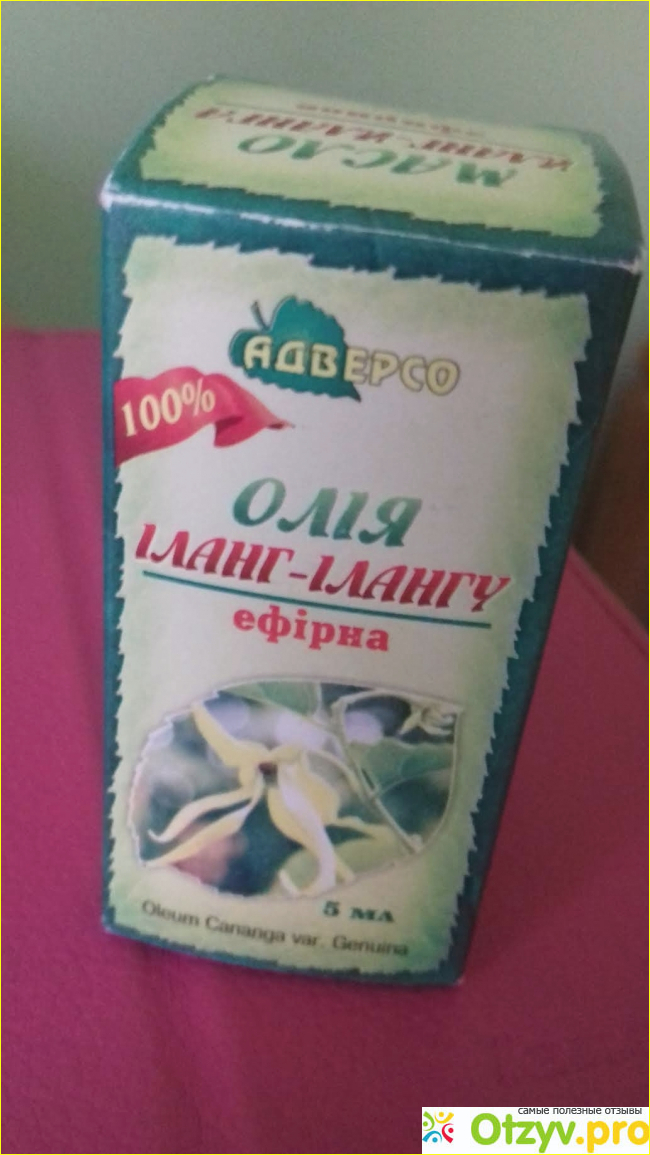 МАСЛО
ИЛАНГ-ИЛАНГА
эфирное
АДВЕРСО
100%
ОЛІЯ
ІЛАНГ-ІЛАНГУ
ефірна
5 мл
Oleum Cananga var. Genuina
самые полезные отзывы
Otzyv.pro